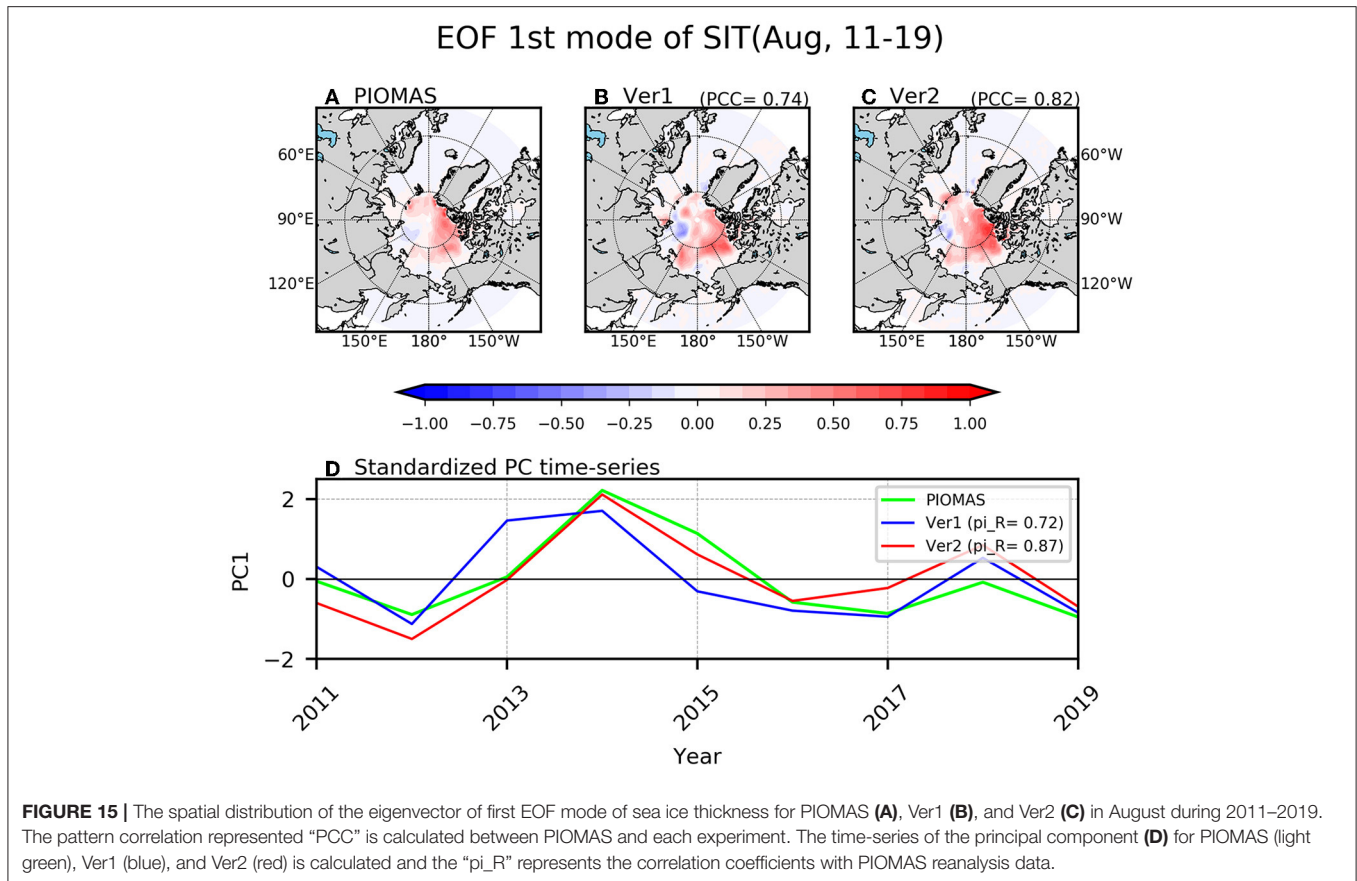 EOF 1st mode of SIT(Aug, 11-19)
A PIOMAS
B Ver1 (PCC= 0.74)
C Ver2 (PCC= 0.82)
60°E
90°E
120°E
60°W
90°W
120°W
150°E 180° 150°W
150°E 180° 150°W
150°E 180° 150°W
−1.00 −0.75 −0.50 −0.25 0.00 0.25 0.50 0.75 1.00
D Standardized PC time-series
PIOMAS
Ver1 (pi_R= 0.72)
Ver2 (pi_R= 0.87)
2
0
−2
PC1
2011 2013 2015 2017 2019
Year
FIGURE 15 | The spatial distribution of the eigenvector of first EOF mode of sea ice thickness for PIOMAS (A), Ver1 (B), and Ver2 (C) in August during 2011–2019.
The pattern correlation represented “PCC” is calculated between PIOMAS and each experiment. The time-series of the principal component (D) for PIOMAS (light
green), Ver1 (blue), and Ver2 (red) is calculated and the “pi_R” represents the correlation coefficients with PIOMAS reanalysis data.